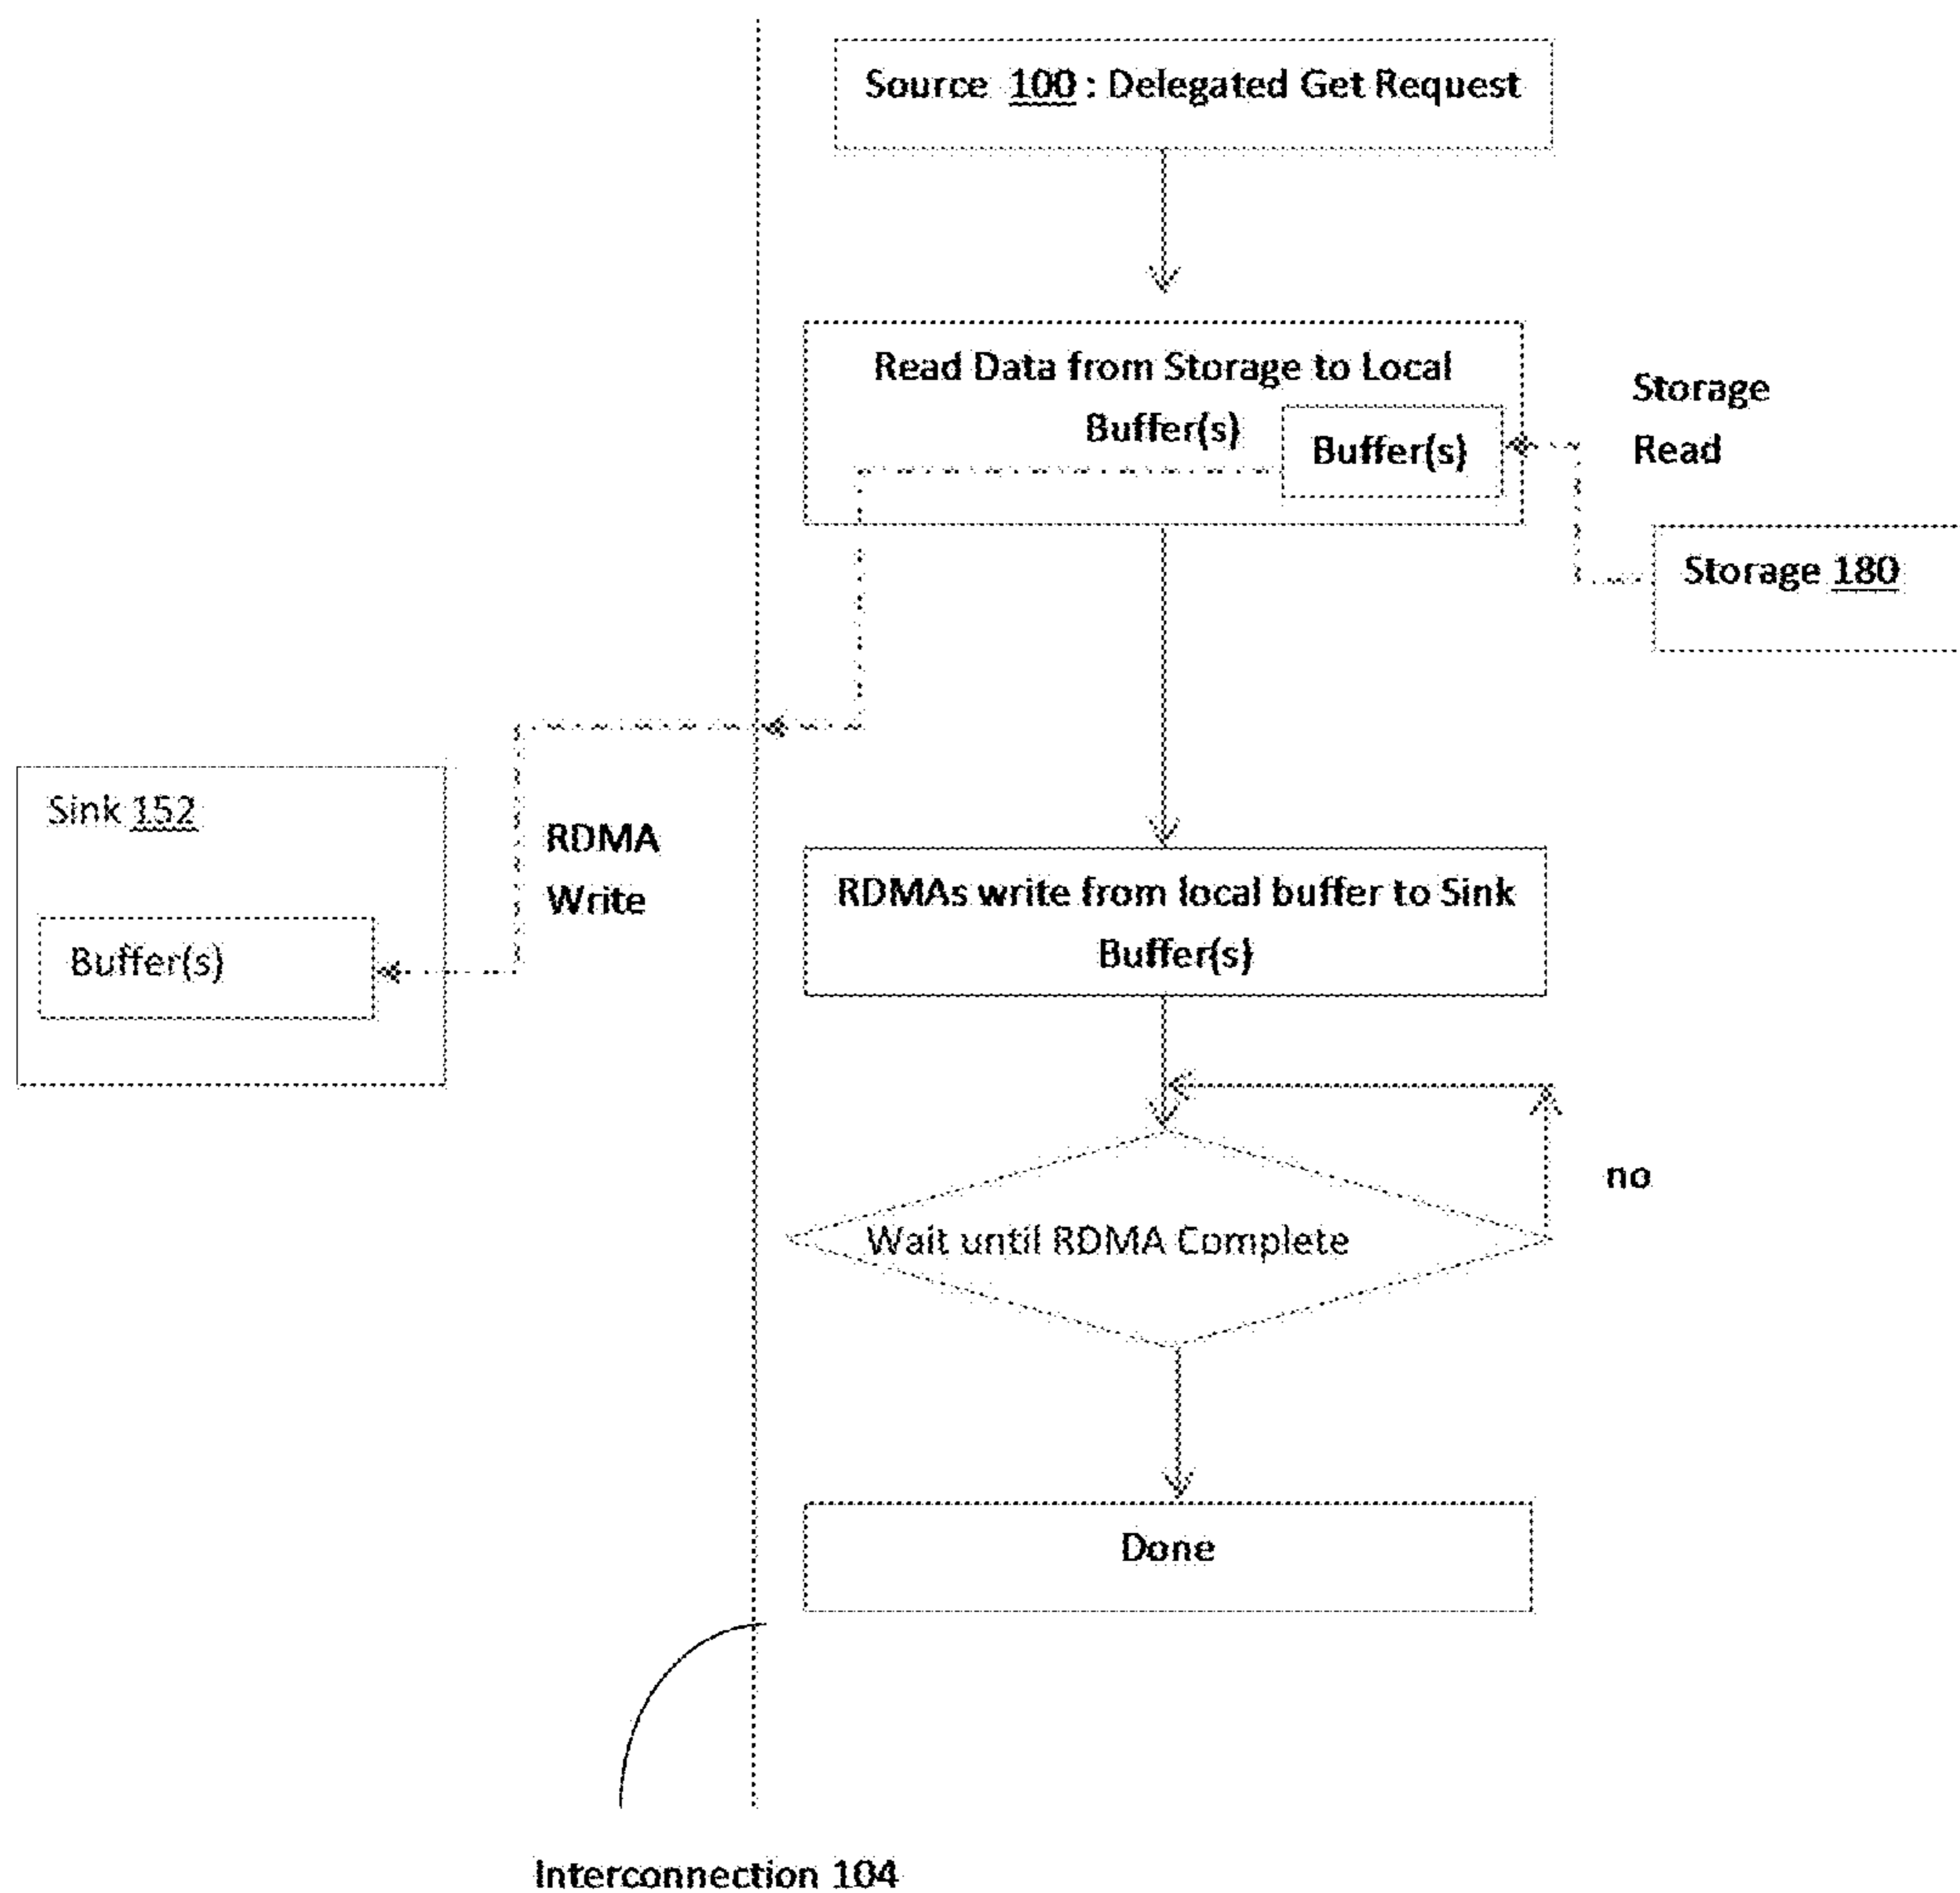 Source 100 : Delegated Get Request
Read Data from Storage to Local
Buffer(s)
Buffer(s)
Storage
Read
Storage 180
Sink 152
Buffer(s)
RDMA
Write
RDMAs write from local buffer to Sink
Buffer(s)
no
Wait until RDMA Complete
Done
Interconnection 104